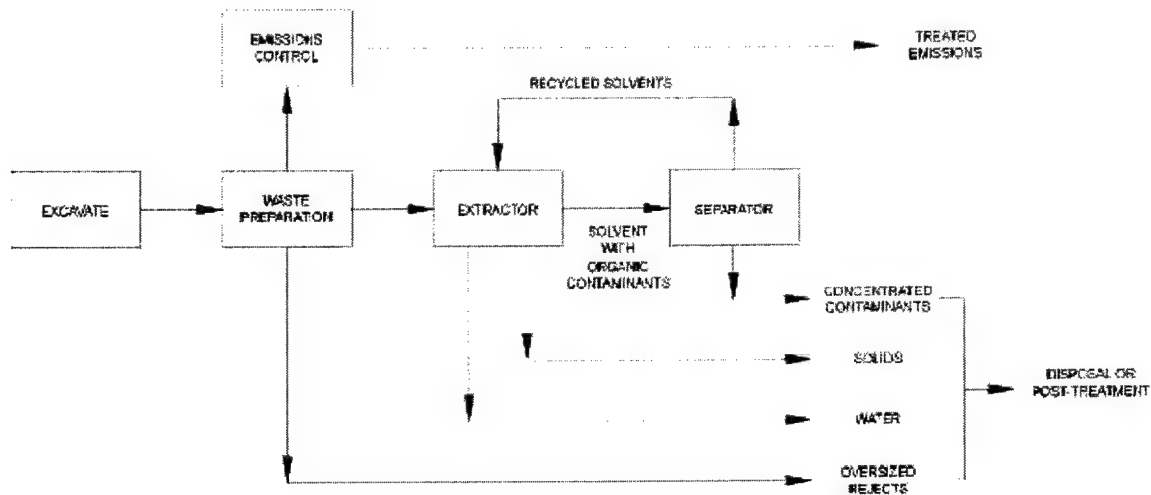 EMISSIONS
CONTROL
TREATED
EMISSIONS
RECYCLED SOLVENTS
EXCAVATE
WASTE
PREPARATION
EXTRACTOR
SEPARATOR
SOLVENT
WITH
ORGANIC
CONTAMINANTS
CONCENTRATED
CONTAMINANTS
SOLIDS
DISPOSAL OR
POST-TREATMENT
WATER
OVERSIZED
REJECTS